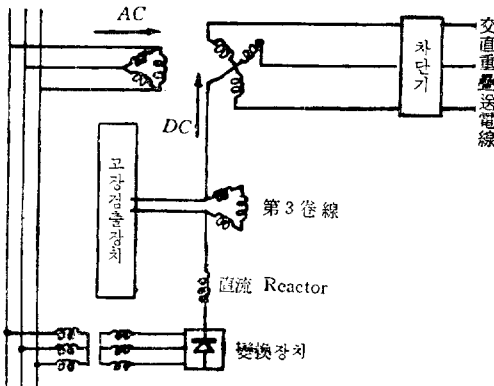 AC
DC
차단기
交直重疊送電線
고장검출장치
第3卷線
直流 Reactor
變換장치